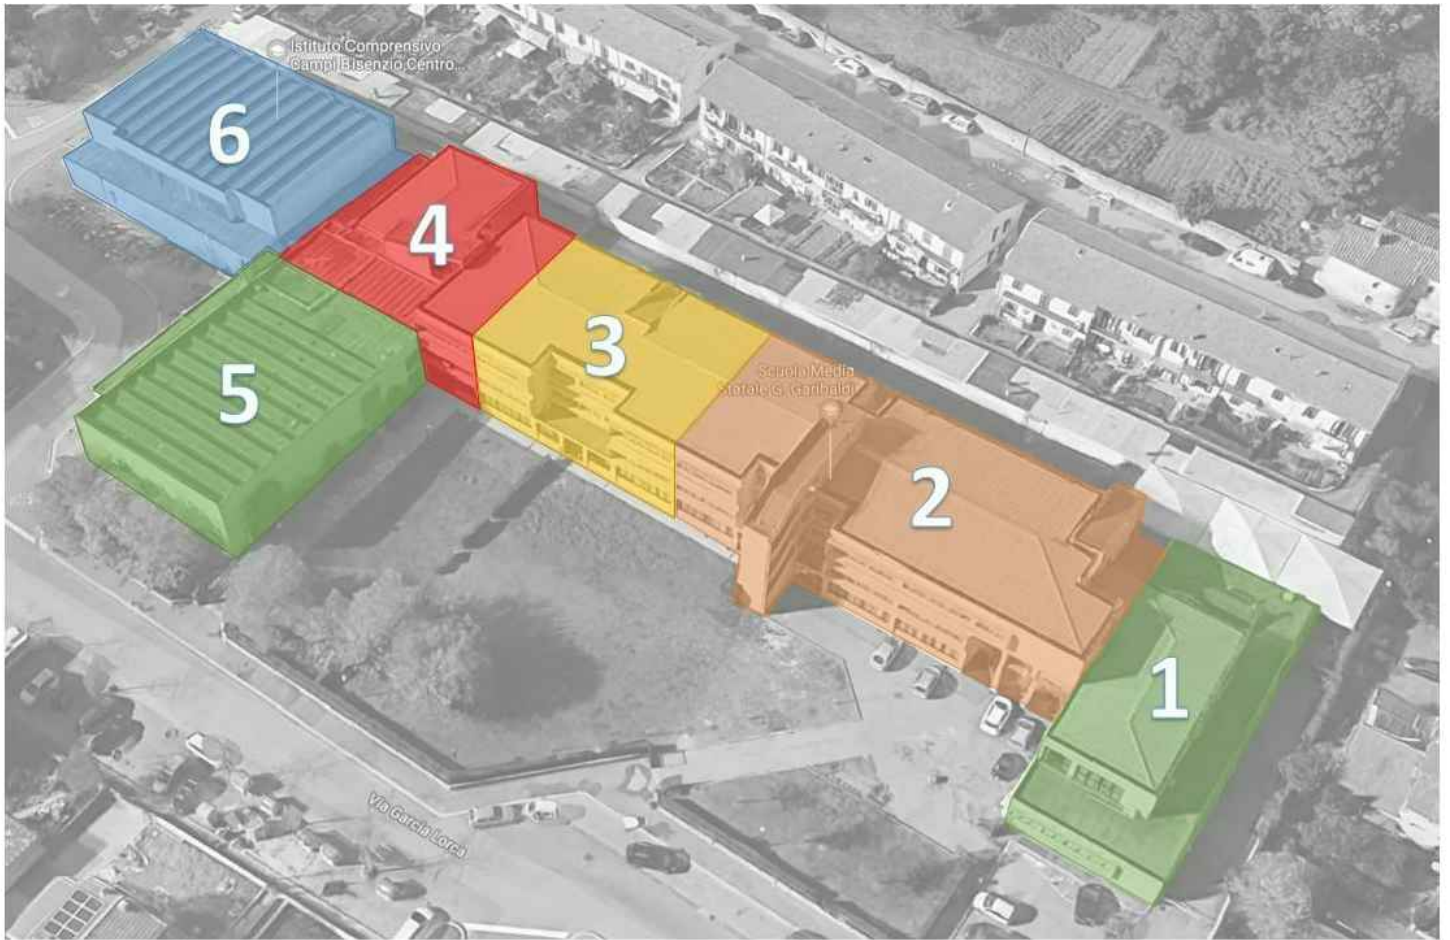 Istituto Comprensivo
Campi Bisenzio Centro...
6
4
3
5
Scuola Media
Statale G. Garibaldi
2
1
Via Garcia Lorca